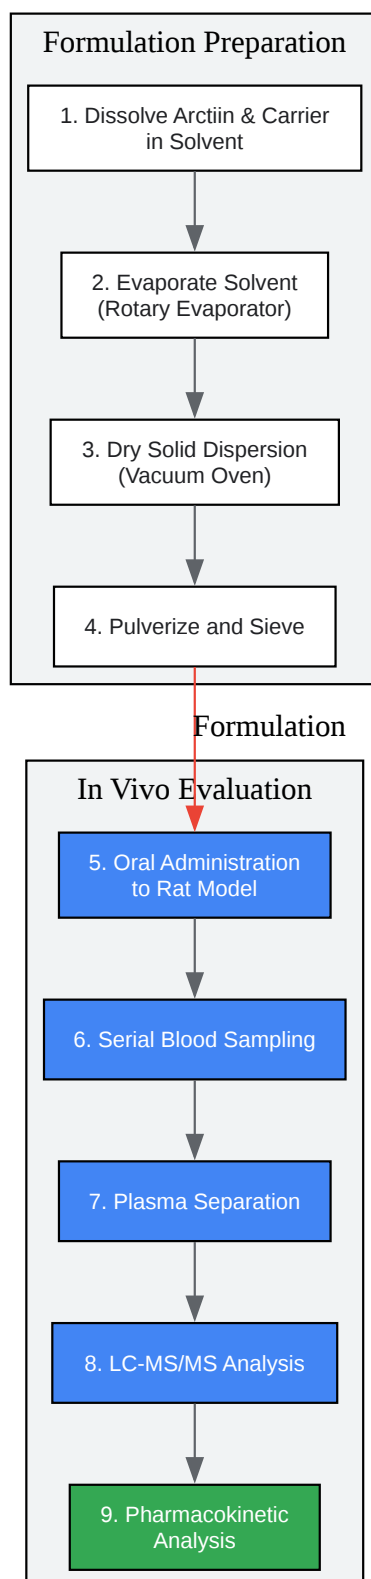 Formulation Preparation
1. Dissolve Arctiin & Carrier
in Solvent
2. Evaporate Solvent
(Rotary Evaporator)
3. Dry Solid Dispersion
(Vacuum Oven)
4. Pulverize and Sieve
Formulation
In Vivo Evaluation
5. Oral Administration
to Rat Model
6. Serial Blood Sampling
7. Plasma Separation
8. LC-MS/MS Analysis
9. Pharmacokinetic
Analysis